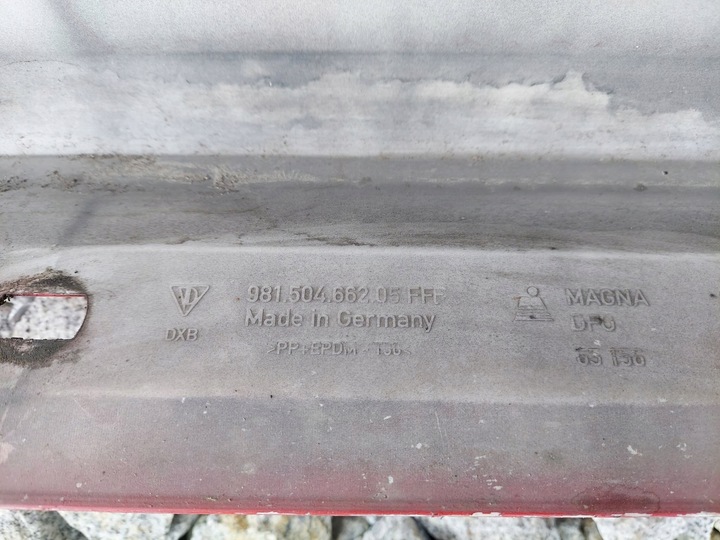 DXB
981.504.662.05 FFF
Made in Germany
>PP+EPDM - T30<
MAGNA